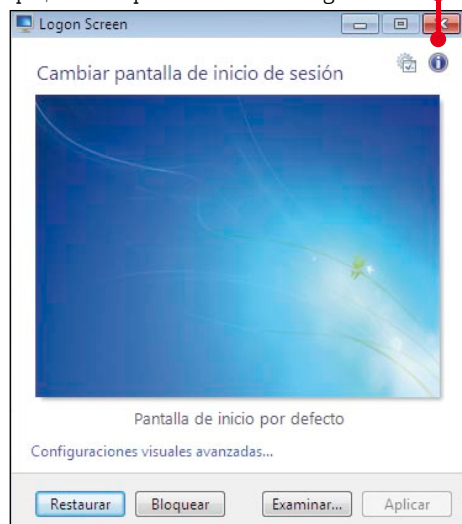 Logon Screen
Cambiar pantalla de inicio de sesión
Pantalla de inicio por defecto
Configuraciones visuales avanzadas...
Restaurar Bloquear Examinar... Aplicar